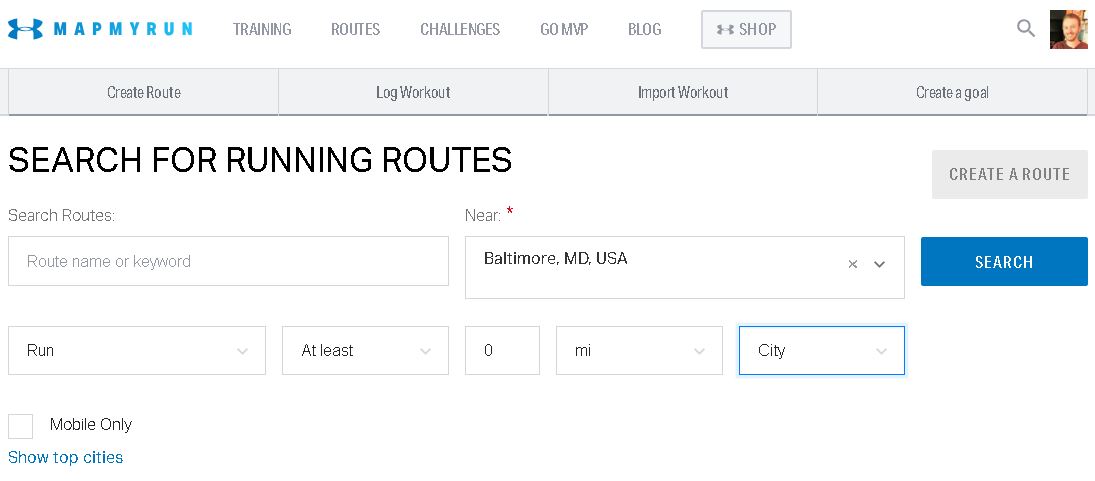 MAPMYRUN TRAINING ROUTES CHALLENGES GO MVP BLOG SHOP
Create Route Log Workout Import Workout Create a goal
SEARCH FOR RUNNING ROUTES
CREATE A ROUTE
Search Routes: Near: *
Route name or keyword Baltimore, MD, USA × SEARCH
Run At least 0 mi City
Mobile Only
Show top cities